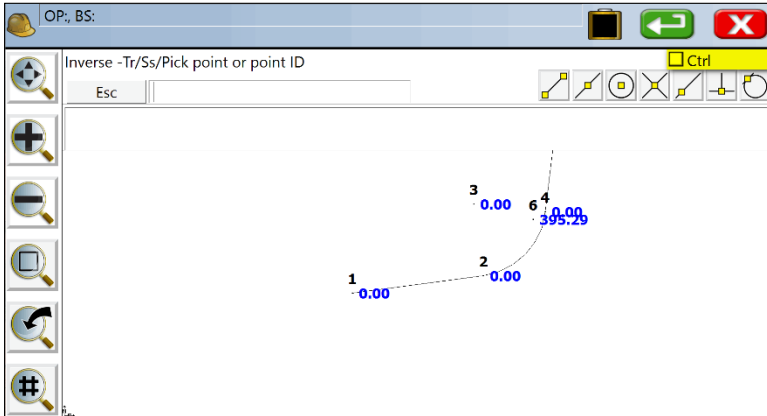 OP:, BS:
Inverse -Tr/Ss/Pick point or point ID
Ctrl
Esc
3
0.00
6
4
0.00
395.29
2
0.00
1
0.00